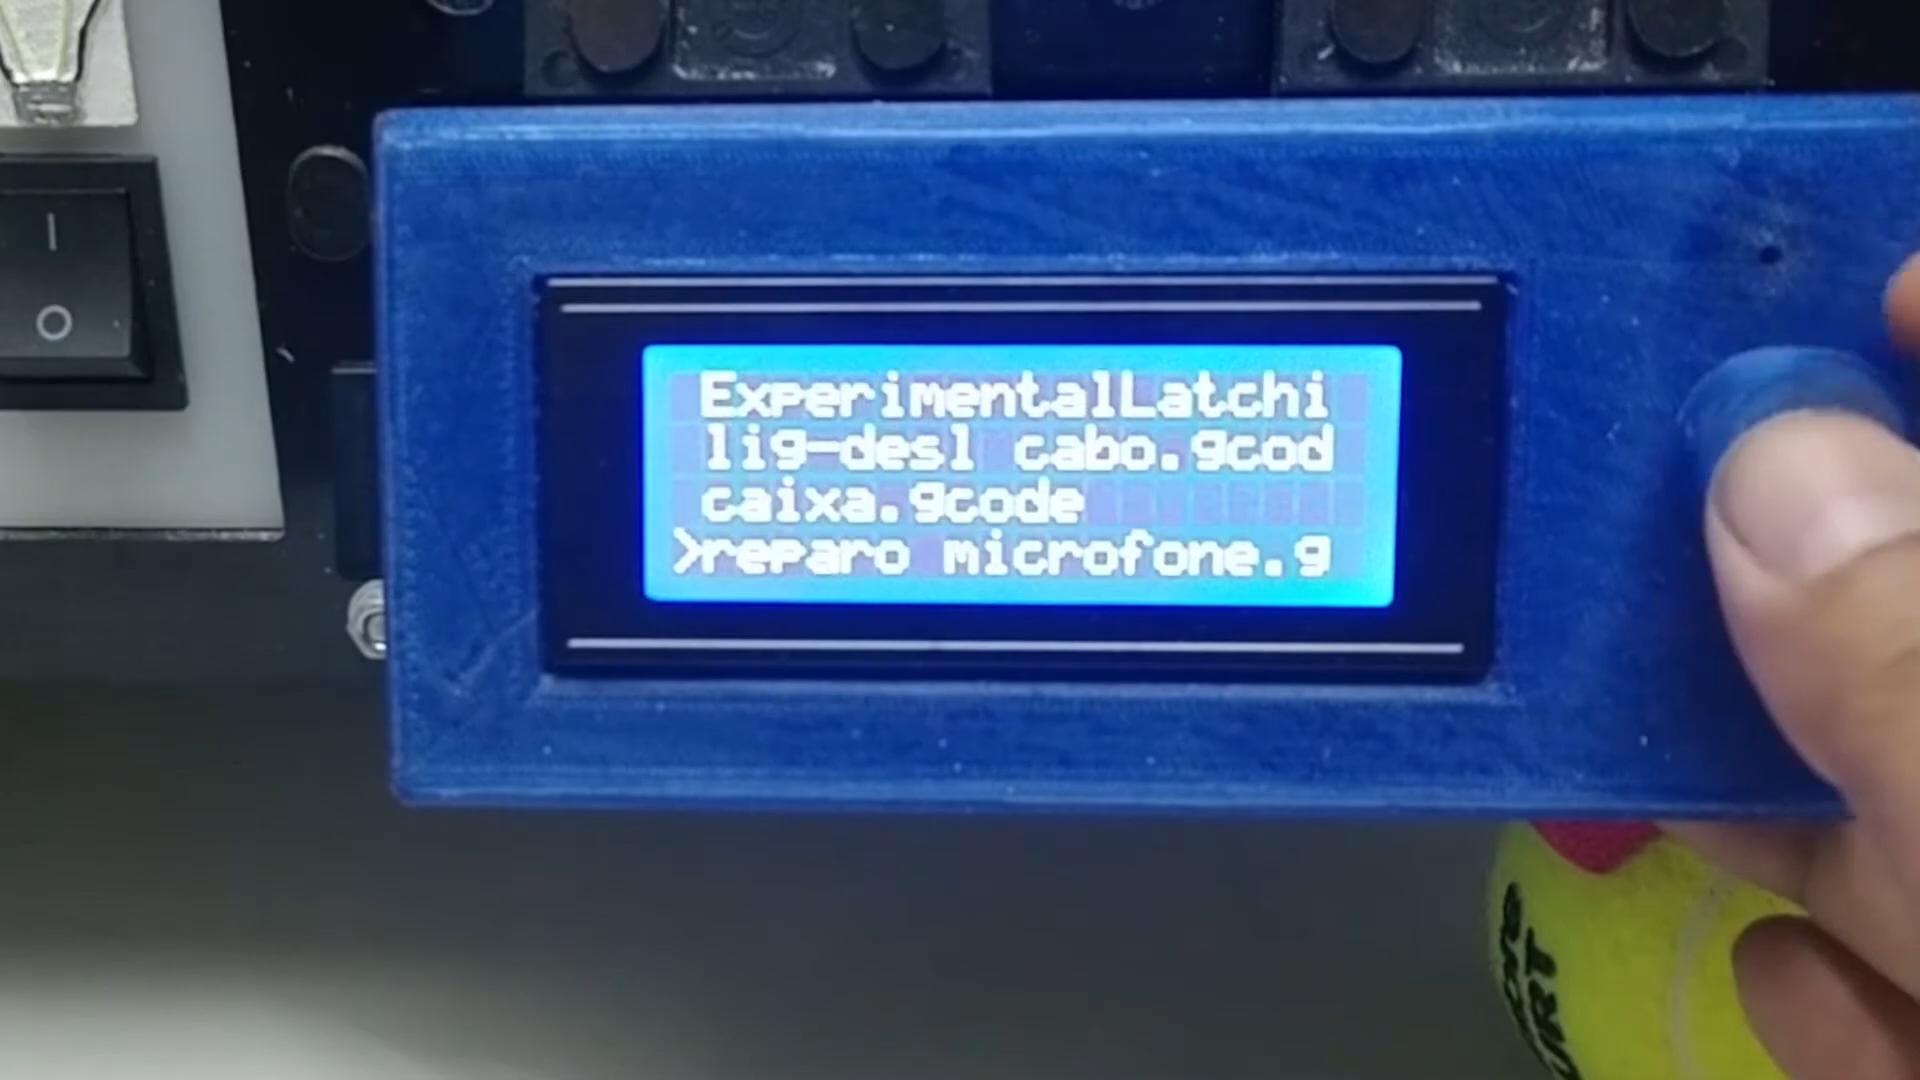 ExperimentalLatchi
lig-desl cabo.gcod
caixa.gcode
>reparo microfone.g